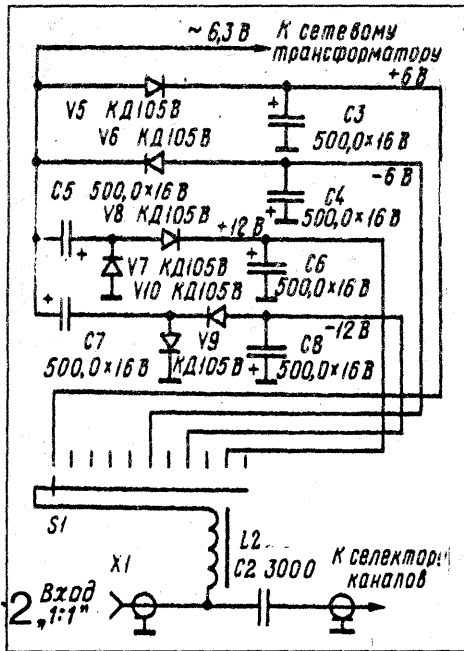 ~ 6,3 В
К сетевому
трансформатору
+6 В
V5 КД105В
V6 КД105В
+
C3
500,0×16 В
-6 В
C5 500,0×16 В
V8 КД105В
C4
+
500,0×16 В
+12 В
+
V7 КД105В
V10 КД105В
+
C6
500,0×16 В
+
C7
500,0×16 В
V9
КД105В
-12 В
C8
+
500,0×16 В
S1
X1
L2
C2 3000
К селектору
каналов
2 Вход
„1:1"